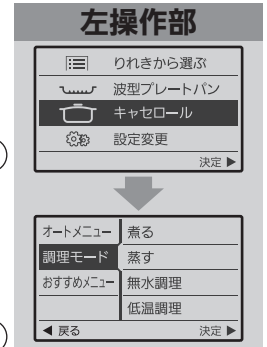 左操作部
りれきから選ぶ
波型プレートパン
キャセロール
設定変更
決定 ▶
オートメニュー 煮る
調理モード 蒸す
おすすめメニュー 無水調理
低温調理
◀ 戻る 決定 ▶